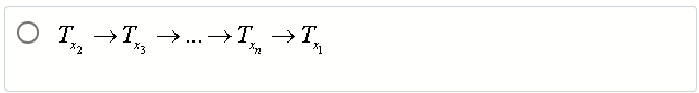 T_{x_2} → T_{x_3} → ... → T_{x_n} → T_{x_1}